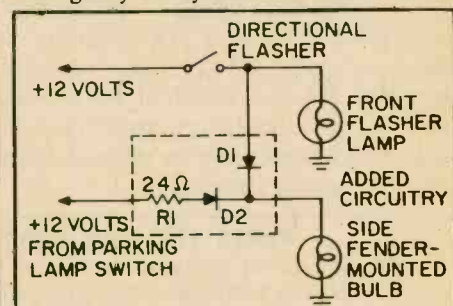 DIRECTIONAL
FLASHER
+12 VOLTS
FRONT
FLASHER
LAMP
D1
ADDED
CIRCUITRY
24Ω
R1
D2
+12 VOLTS
FROM PARKING
LAMP SWITCH
SIDE
FENDER-
MOUNTED
BULB